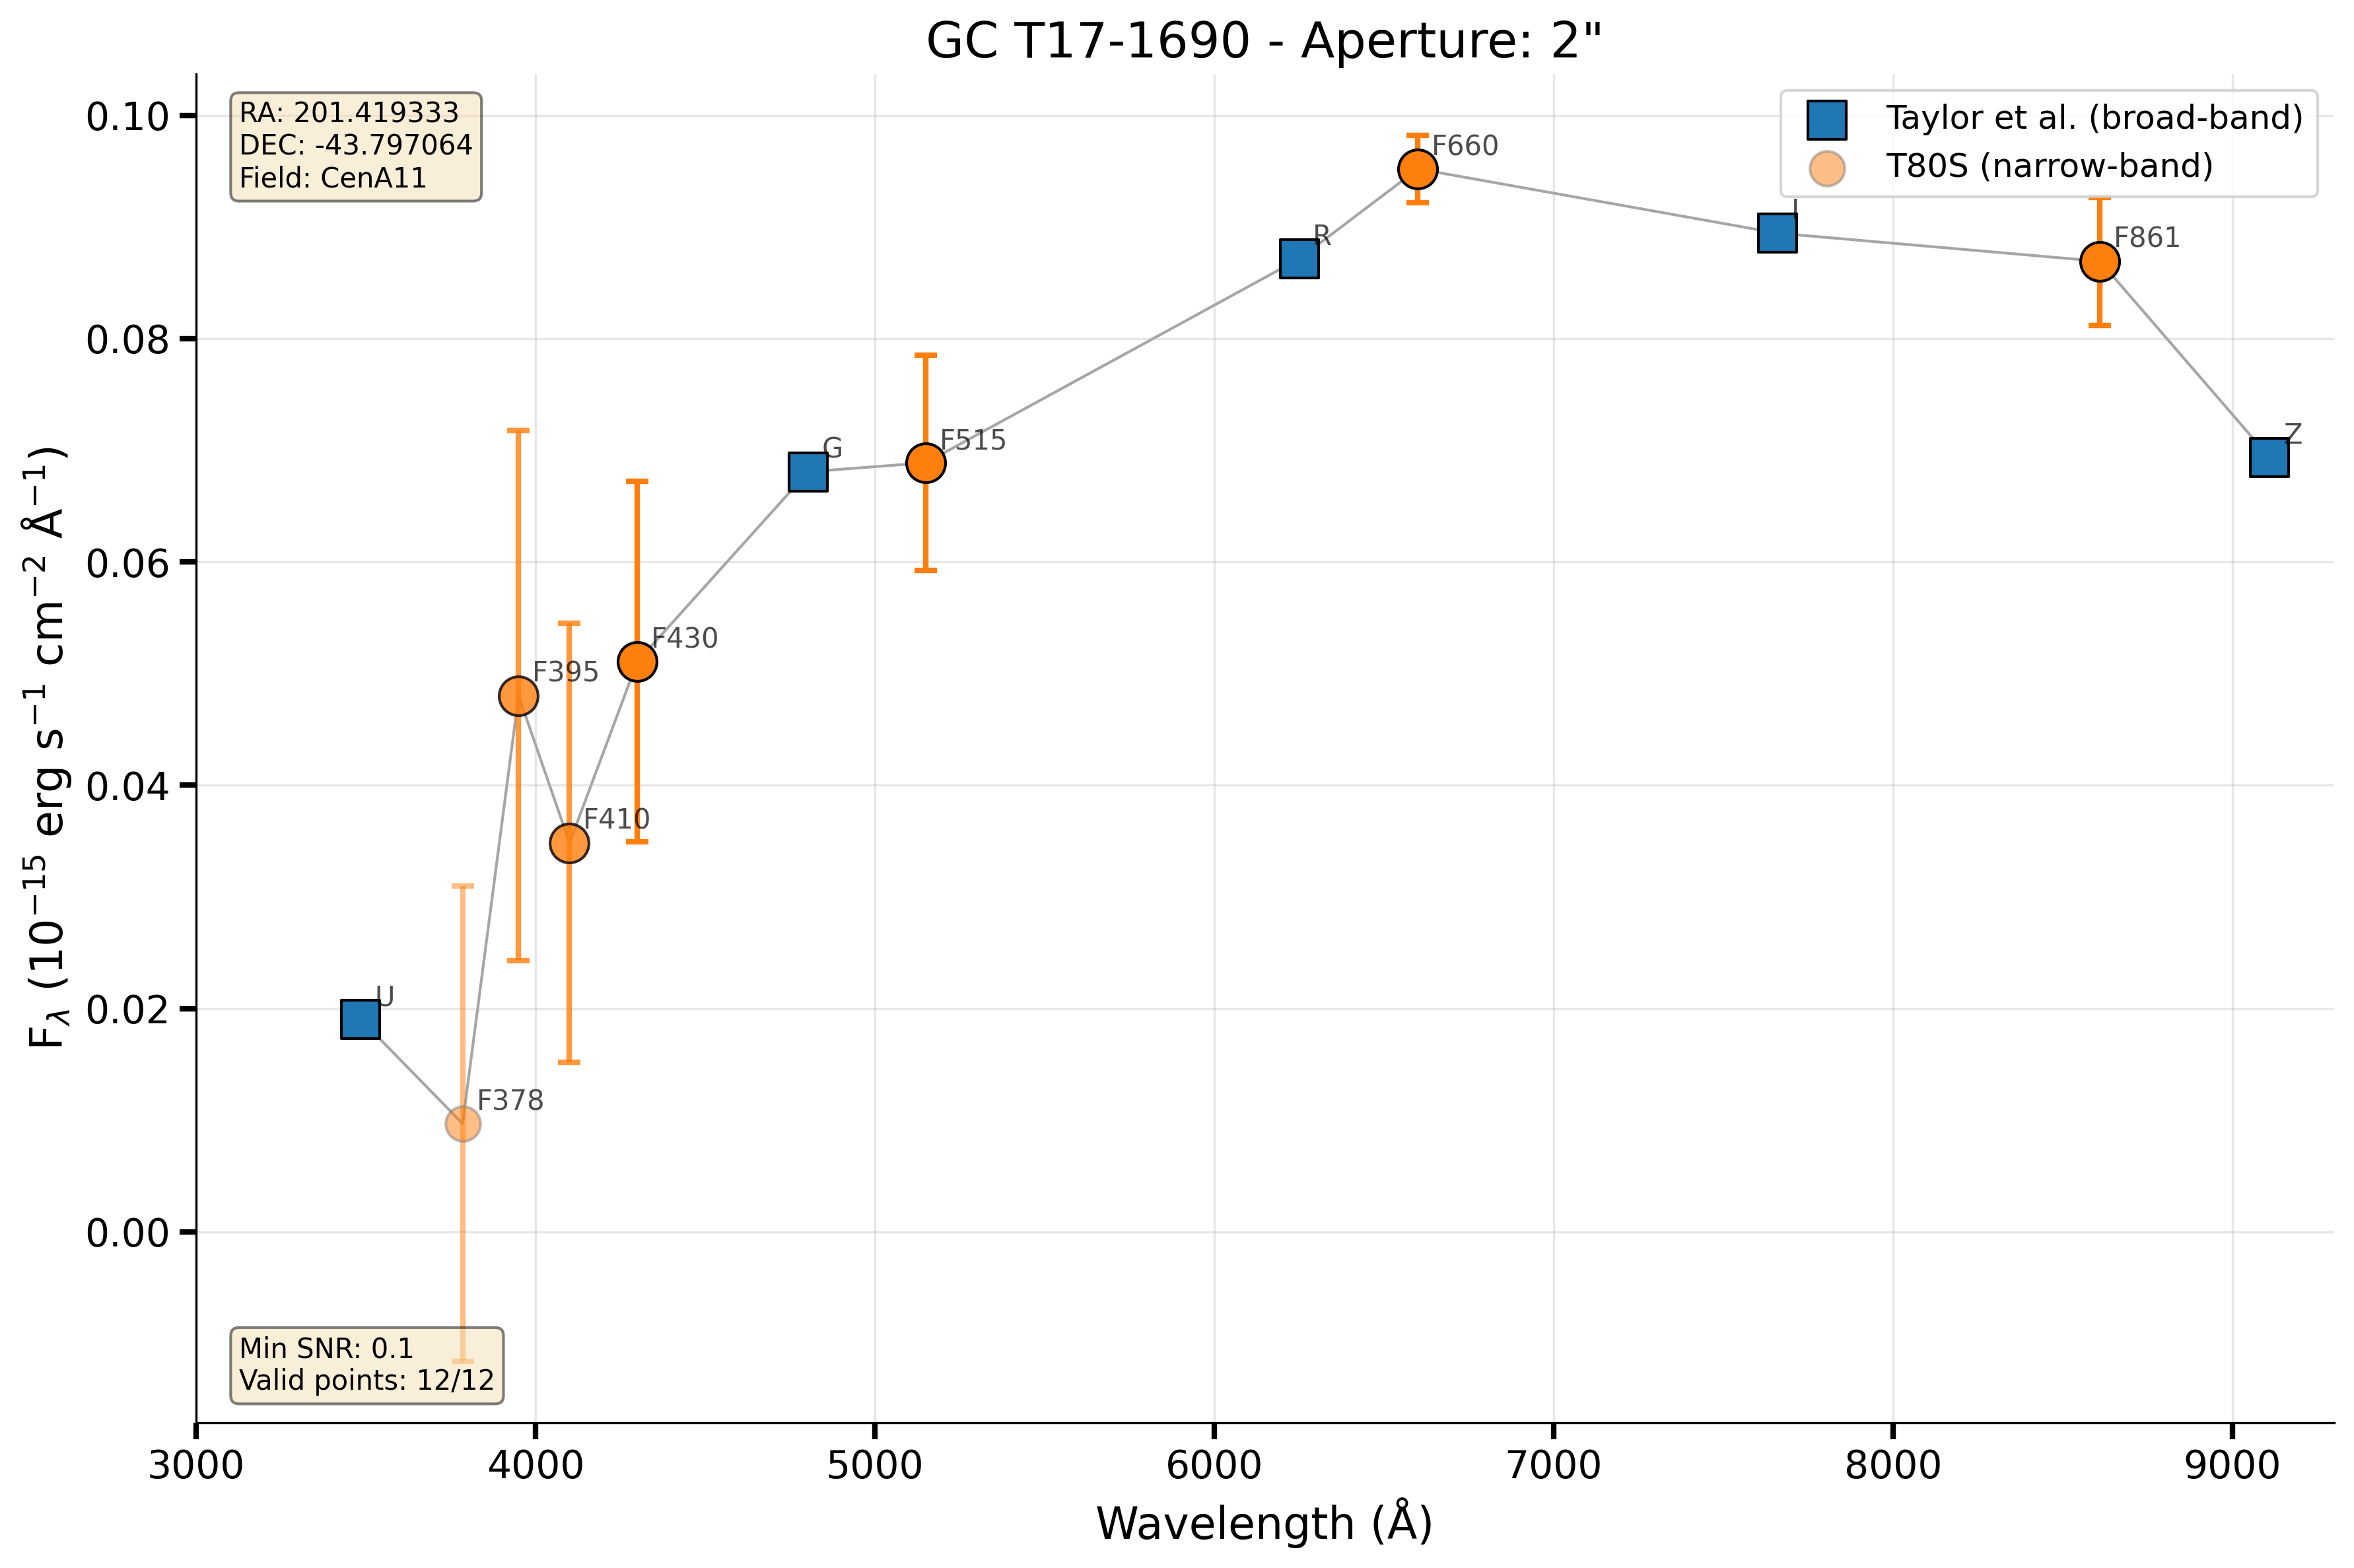 GC T17-1690 - Aperture: 2"
RA: 201.419333
DEC: -43.797064
Field: CenA11
Taylor et al. (broad-band)
T80S (narrow-band)
F660
I
F861
R
Z
G
F515
F430
F395
F410
U
F378
Min SNR: 0.1
Valid points: 12/12
0.10
0.08
0.06
0.04
0.02
0.00
F_λ (10⁻¹⁵ erg s⁻¹ cm⁻² Å⁻¹)
3000 4000 5000 6000 7000 8000 9000
Wavelength (Å)